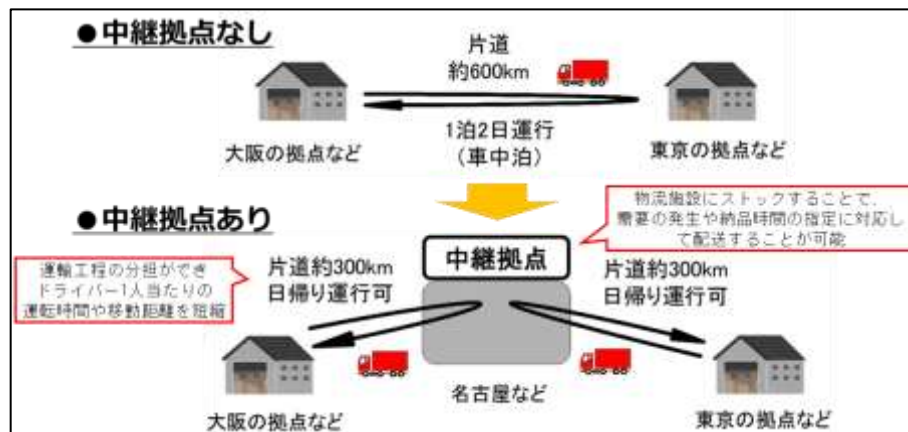 ●中継拠点なし
片道
約600km
1泊2日運行
（車中泊）
大阪の拠点など
東京の拠点など
●中継拠点あり
物流施設にストックすることで、
需要の発生や納品時間の指定に対応し
て配送することが可能
運輸工程の分担ができ
ドライバー1人当たりの
運転時間や移動距離を短縮
片道約300km
日帰り運行可
中継拠点
片道約300km
日帰り運行可
大阪の拠点など
名古屋など
東京の拠点など